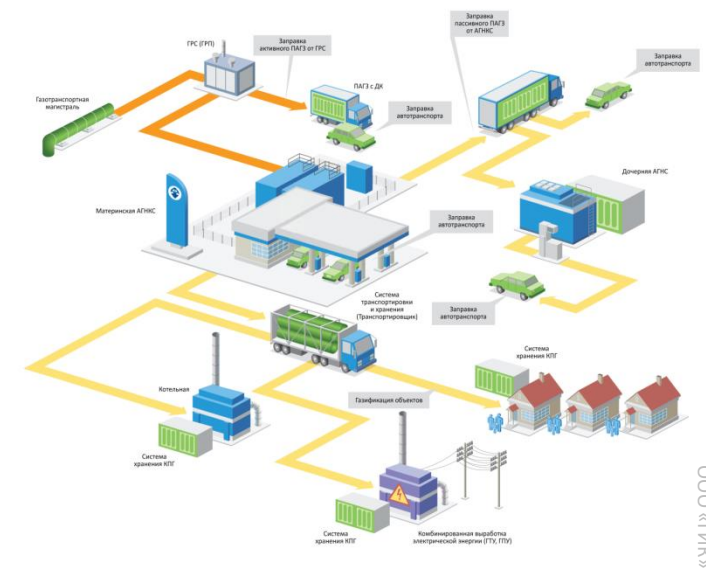 ГРС (ГРП)
Заправка
активного ПАГЗ от ГРС
Заправка
пассивного ПАГЗ
от АГНКС
Заправка
автотранспорта
Газотранспортная
магистраль
ПАГЗ с ДК
Заправка
автотранспорта
Дочерняя АГНС
Материнская АГНКС
Заправка
автотранспорта
Система
транспортировки
и хранения
(Транспортировщик)
Заправка
автотранспорта
Система
хранения КПГ
Котельная
Газификация объектов
Система
хранения КПГ
Система
хранения КПГ
Комбинированная выработка
электрической энергии (ГТУ, ГПУ)
ООО